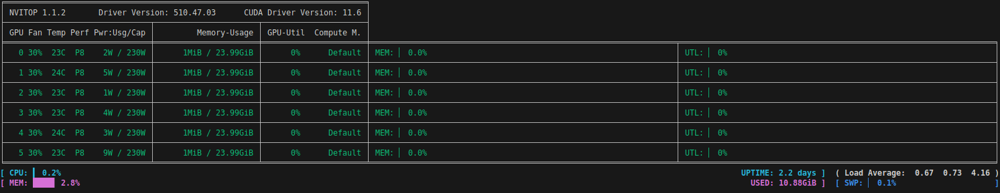 NVITOP 1.1.2 Driver Version: 510.47.03 CUDA Driver Version: 11.6
GPU Fan Temp Perf Pwr:Usg/Cap Memory-Usage GPU-Util Compute M.
0 30% 23C P8 2W / 230W 1MiB / 23.99GiB 0% Default MEM: 0.0% UTL: 0%
1 30% 24C P8 5W / 230W 1MiB / 23.99GiB 0% Default MEM: 0.0% UTL: 0%
2 30% 23C P8 1W / 230W 1MiB / 23.99GiB 0% Default MEM: 0.0% UTL: 0%
3 30% 23C P8 4W / 230W 1MiB / 23.99GiB 0% Default MEM: 0.0% UTL: 0%
4 30% 24C P8 3W / 230W 1MiB / 23.99GiB 0% Default MEM: 0.0% UTL: 0%
5 30% 23C P8 9W / 230W 1MiB / 23.99GiB 0% Default MEM: 0.0% UTL: 0%
[ CPU: 0.2% UPTIME: 2.2 days ] ( Load Average: 0.67 0.73 4.16 )
[ MEM: 2.8% USED: 10.88GiB ] [ SWP: 0.1% ]